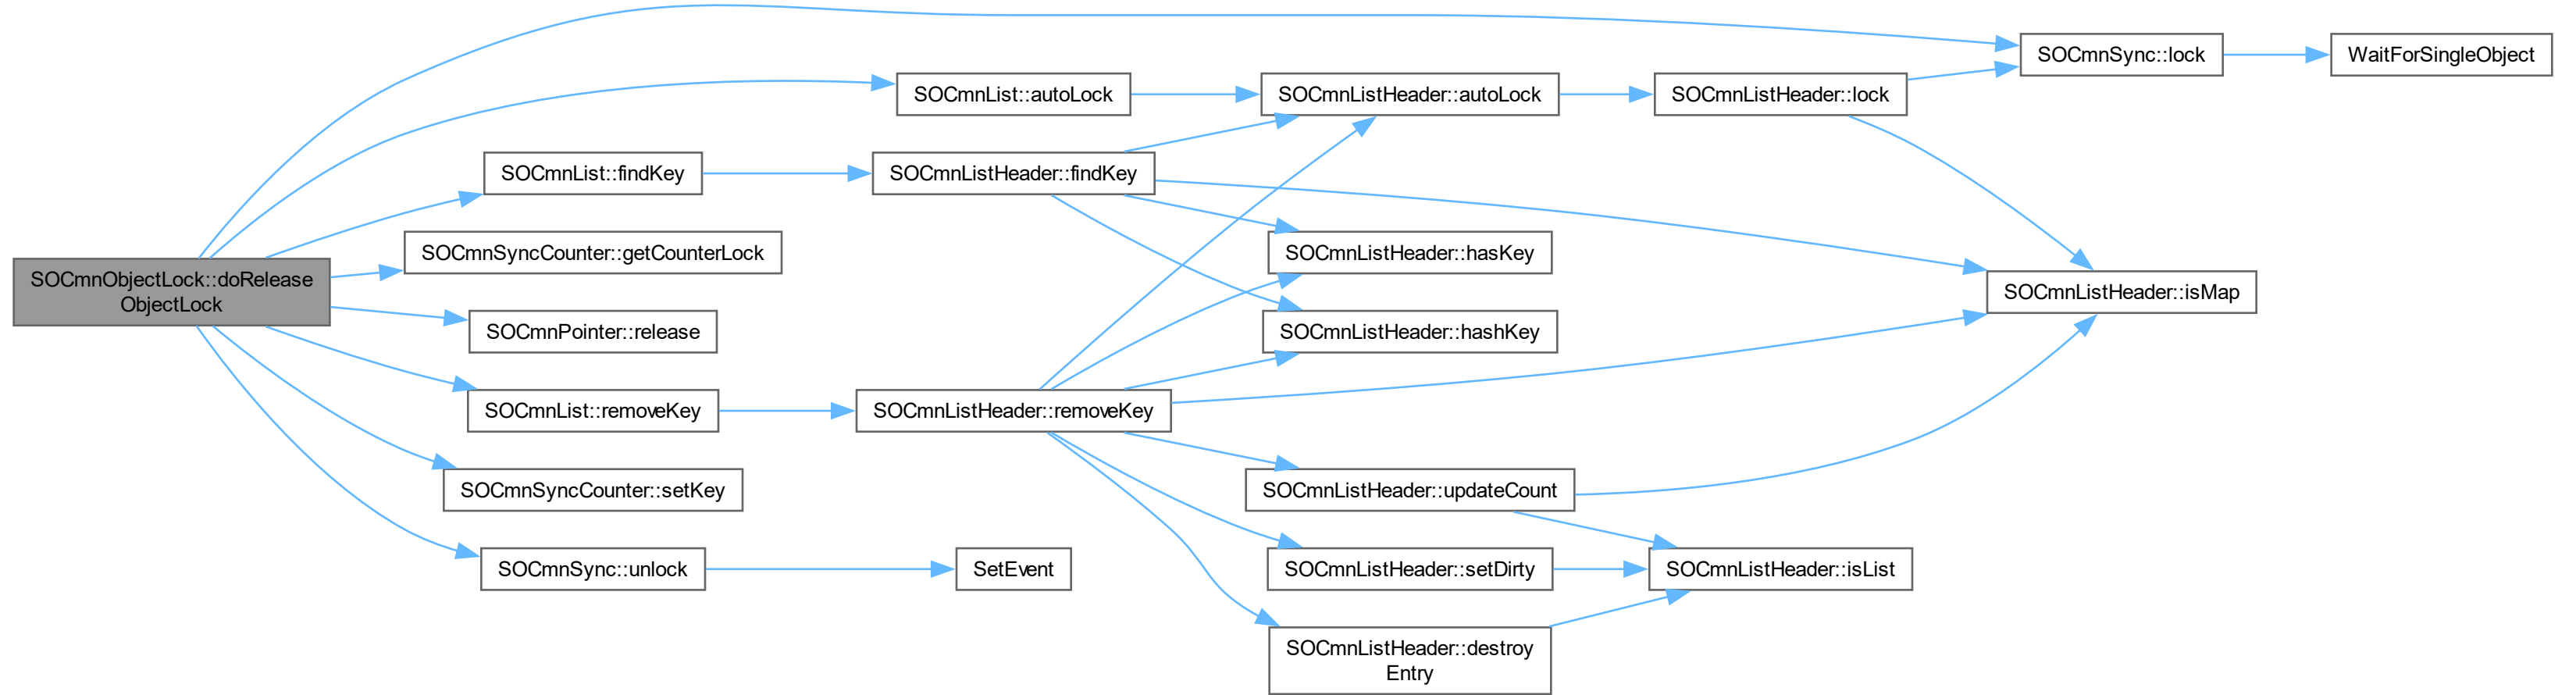 SOCmnObjectLock::doRelease
ObjectLock
SOCmnSync::lock
WaitForSingleObject
SOCmnList::autoLock
SOCmnListHeader::autoLock
SOCmnListHeader::lock
SOCmnList::findKey
SOCmnListHeader::findKey
SOCmnSyncCounter::getCounterLock
SOCmnListHeader::hasKey
SOCmnListHeader::isMap
SOCmnPointer::release
SOCmnListHeader::hashKey
SOCmnList::removeKey
SOCmnListHeader::removeKey
SOCmnSyncCounter::setKey
SOCmnListHeader::updateCount
SOCmnSync::unlock
SetEvent
SOCmnListHeader::setDirty
SOCmnListHeader::isList
SOCmnListHeader::destroy
Entry